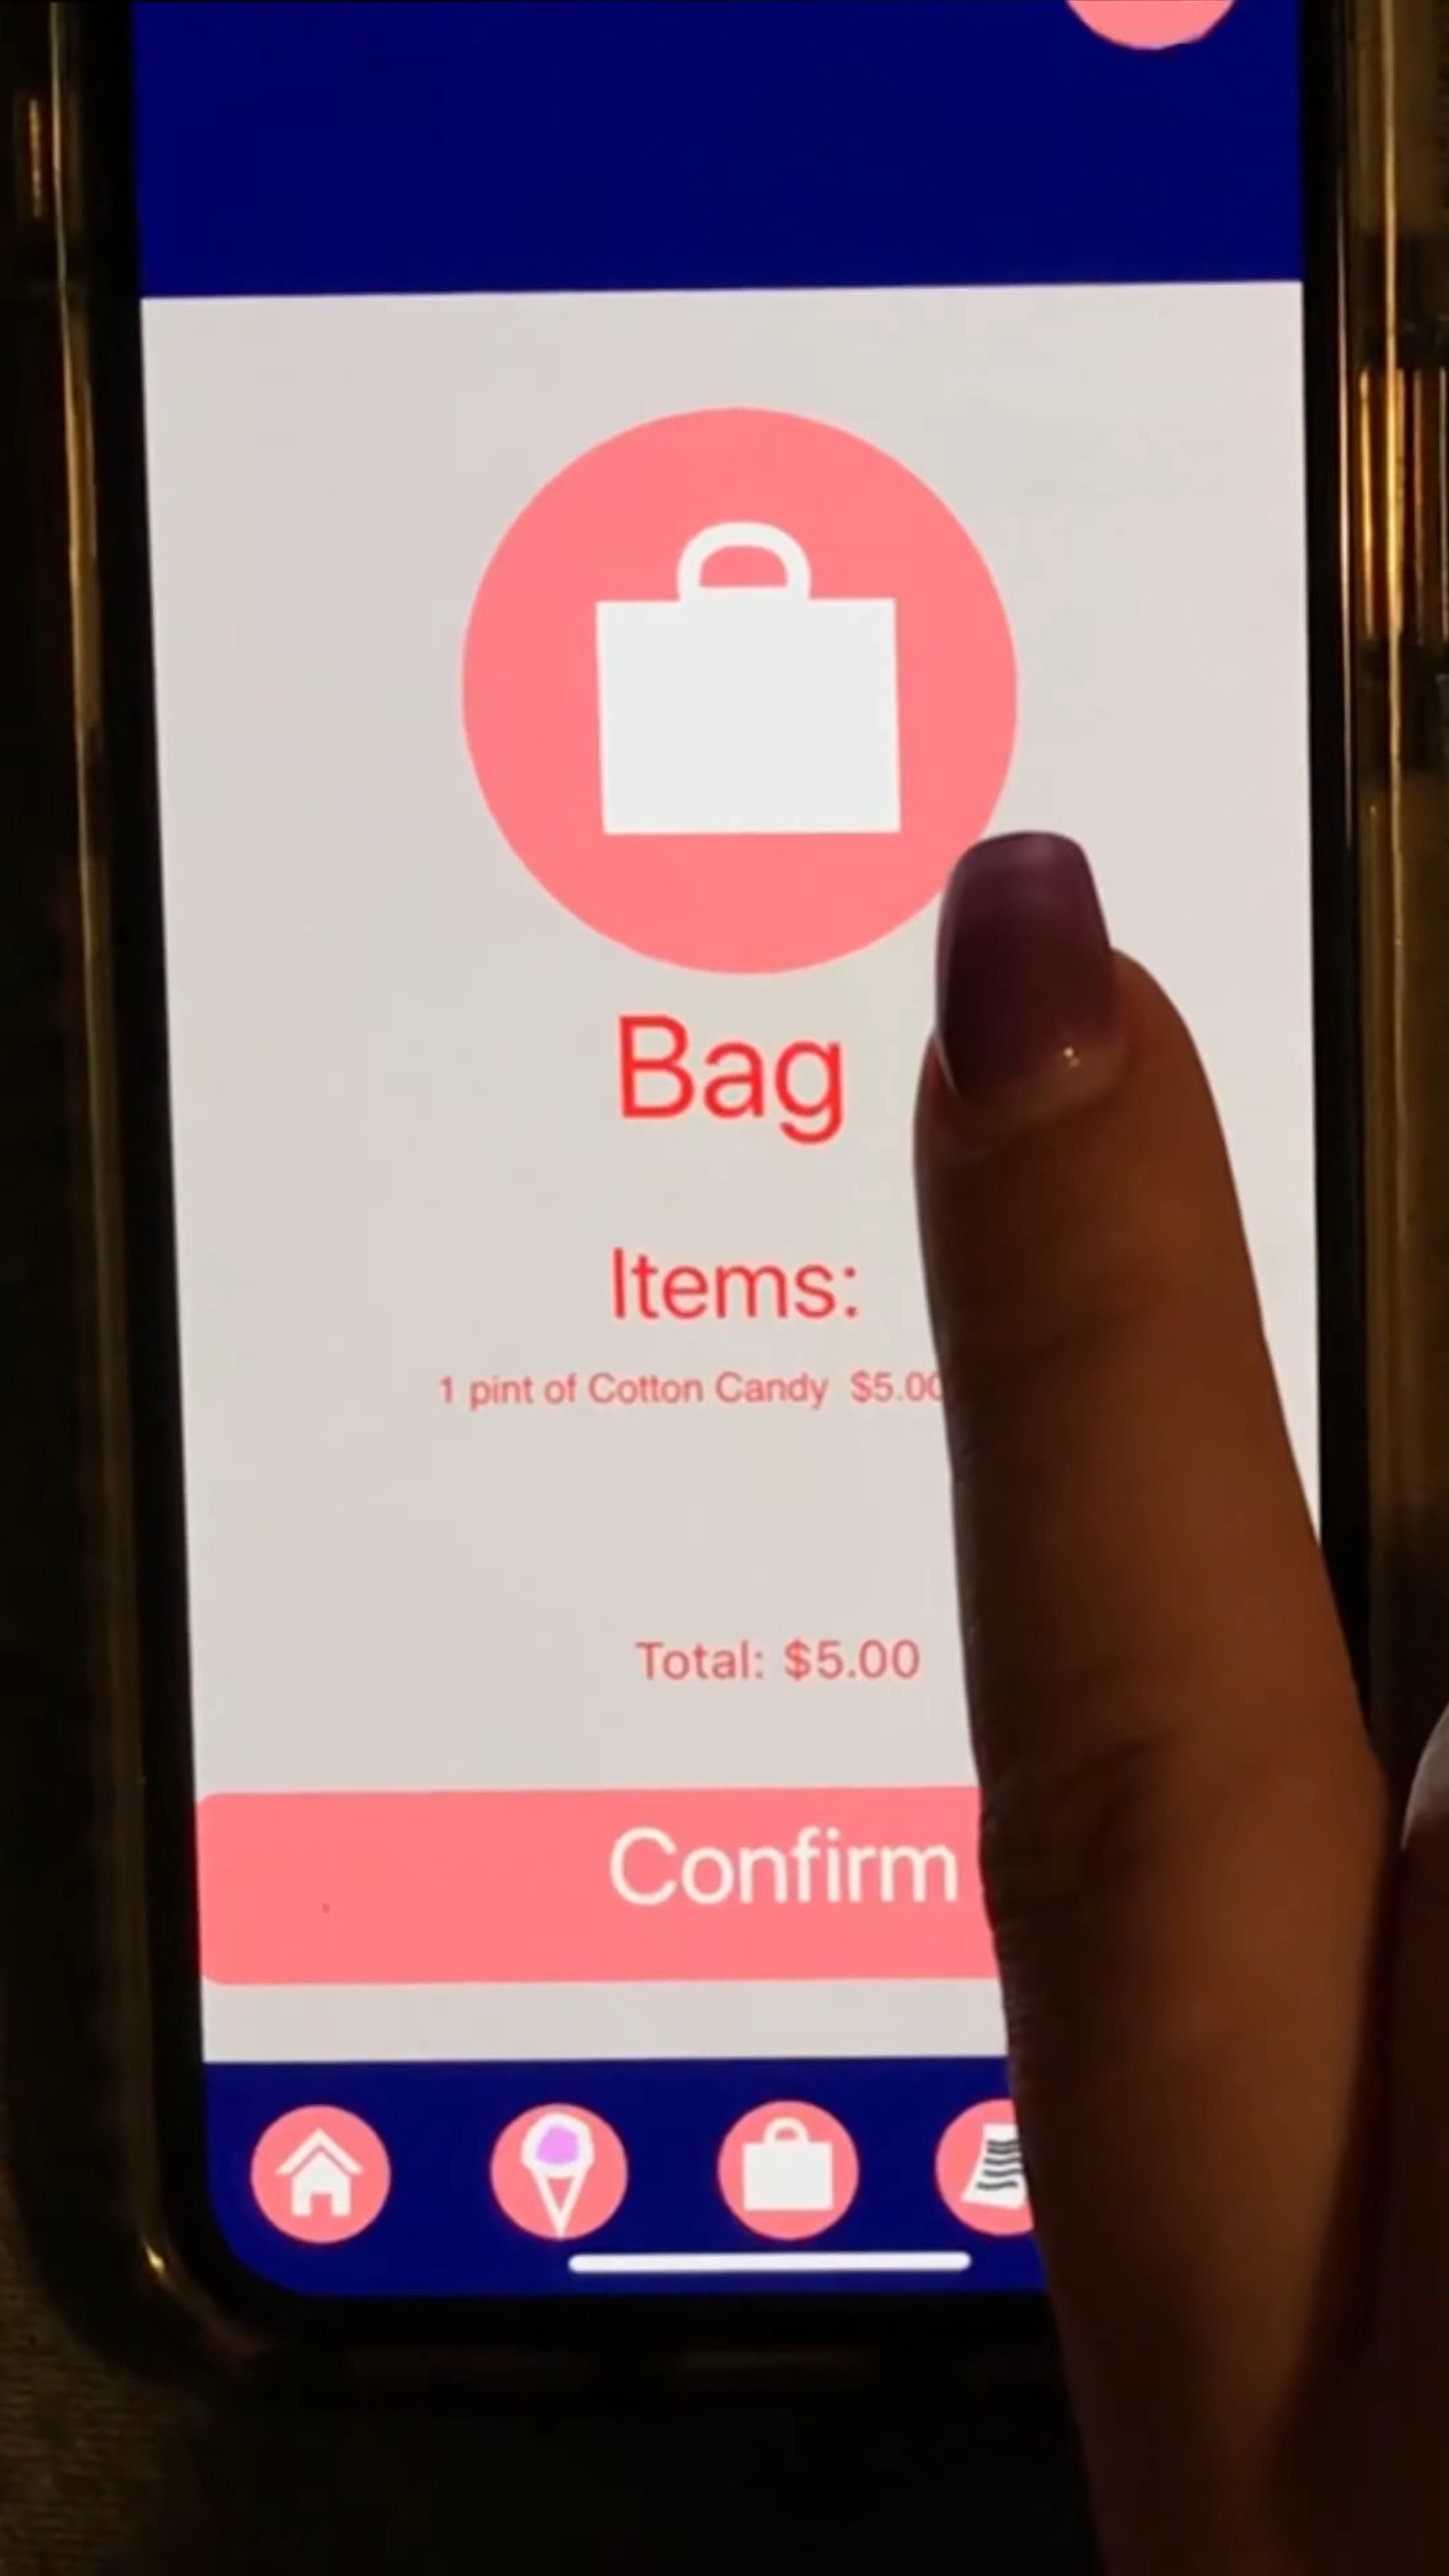 Bag
Items:
1 pint of Cotton Candy $5.00
Total: $5.00
Confirm